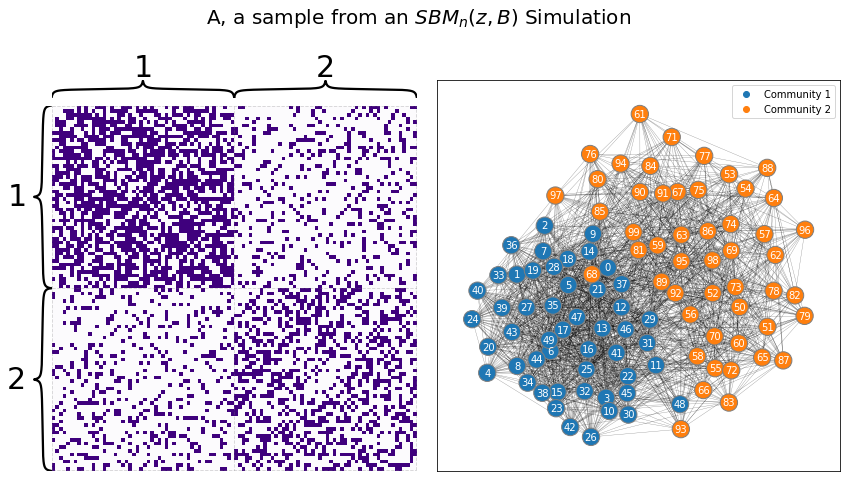 A, a sample from an SBM_n(z, B) Simulation
1 2
1
2
Community 1
Community 2
61
71
76 77
94 84
88
53
80
54
90 91 67 75
97 64
85
2 74
96
9 99 86 57
63
36 59
7 14 81 69
62
18 95 98
28 0
19 68
33 1
89
5 37 73
40 21 92 52 78 82
39 27 35 12 50
24 47 29 56 79
13 46 51
43 17
49 31 70
20 6 16 41 60
44 58 65 87
8 25 11 55 72
4
22
34
38 15 32 45 66
3 48 83
23 10 30
42 93
26